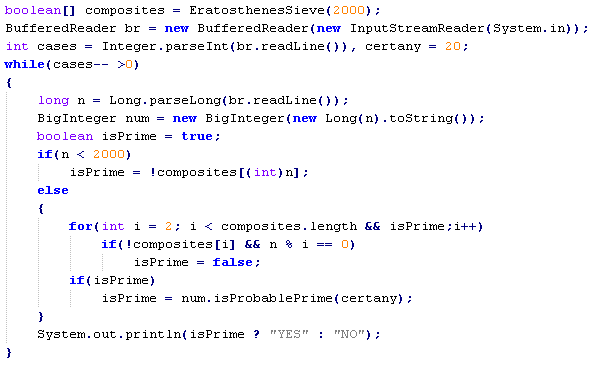 boolean[] composites = EratosthenesSieve(2000);
BufferedReader br = new BufferedReader(new InputStreamReader(System.in));
int cases = Integer.parseInt(br.readLine()), certany = 20;
while(cases-- >0)
{
    long n = Long.parseLong(br.readLine());
    BigInteger num = new BigInteger(new Long(n).toString());
    boolean isPrime = true;
    if(n < 2000)
        isPrime = !composites[(int)n];
    else
    {
        for(int i = 2; i < composites.length && isPrime;i++)
            if(!composites[i] && n % i == 0)
                isPrime = false;
        if(isPrime)
            isPrime = num.isProbablePrime(certany);
    }
    System.out.println(isPrime ? "YES" : "NO");
}